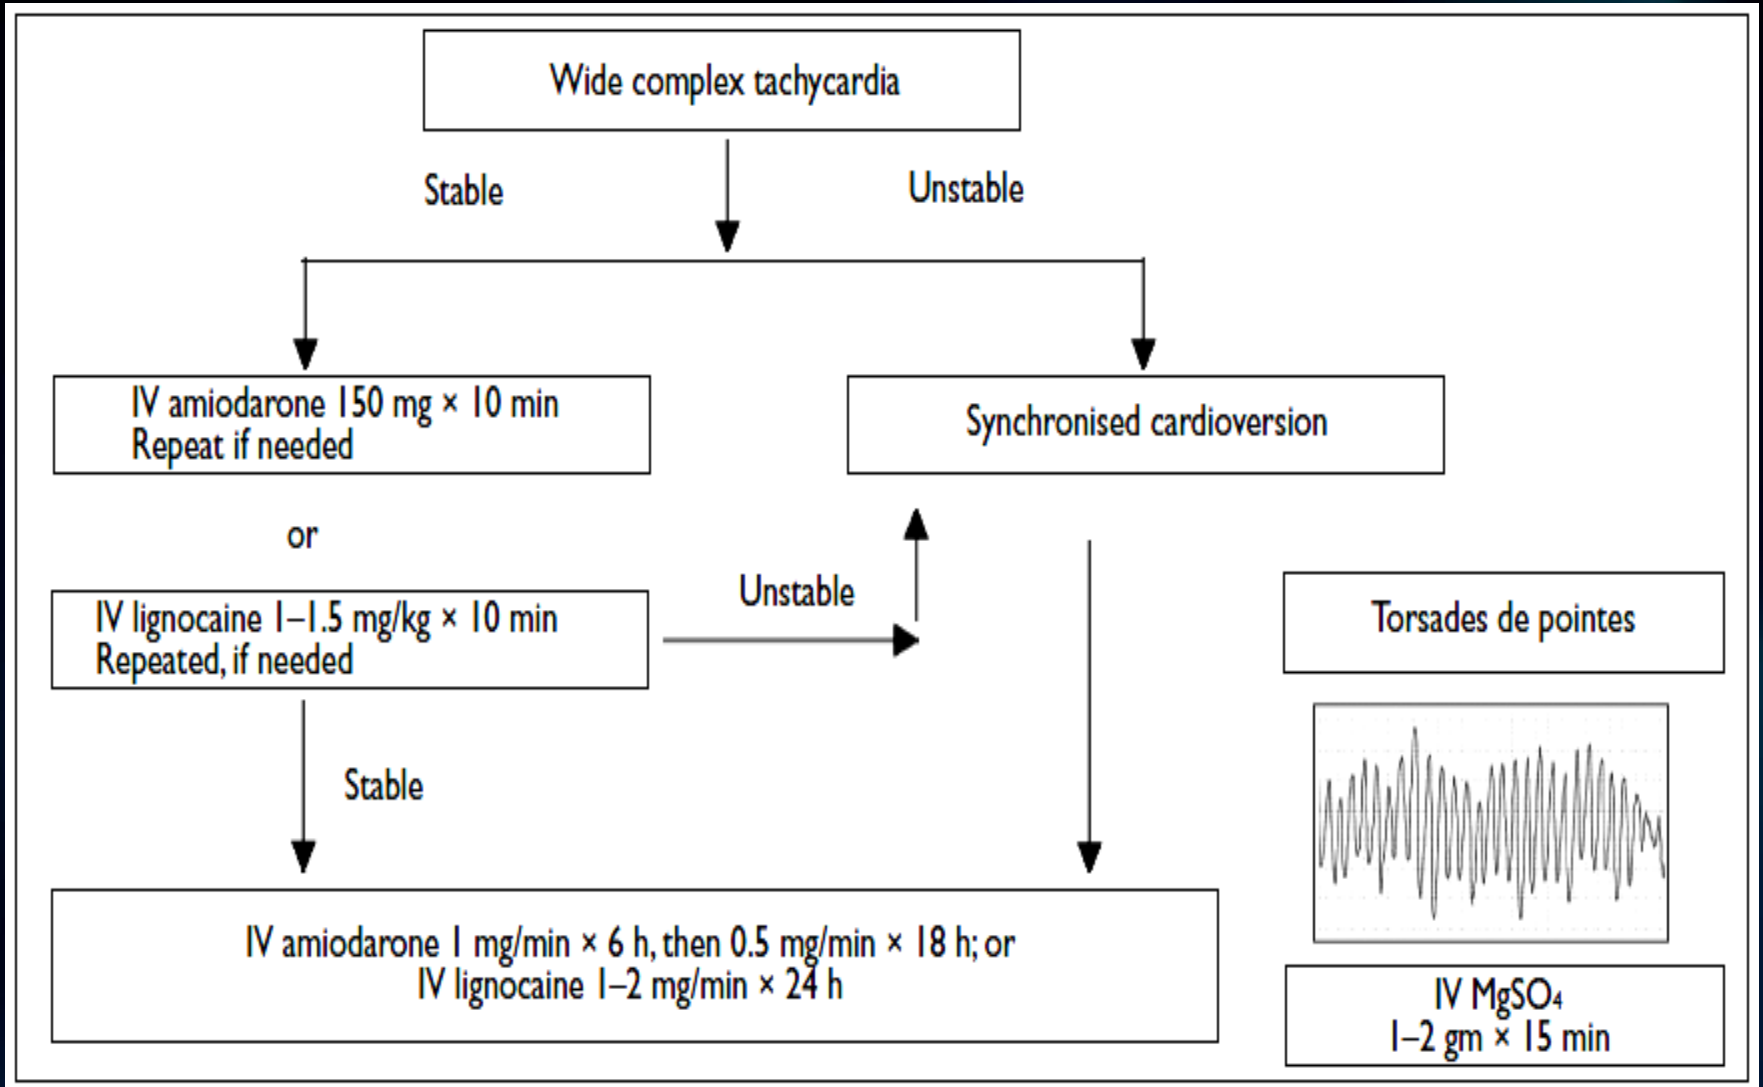 Wide complex tachycardia
Stable
Unstable
IV amiodarone 150 mg × 10 min
Repeat if needed
Synchronised cardioversion
or
IV lignocaine 1–1.5 mg/kg × 10 min
Repeated, if needed
Unstable
Torsades de pointes
Stable
IV amiodarone 1 mg/min × 6 h, then 0.5 mg/min × 18 h; or
IV lignocaine 1–2 mg/min × 24 h
IV MgSO₄
1–2 gm × 15 min